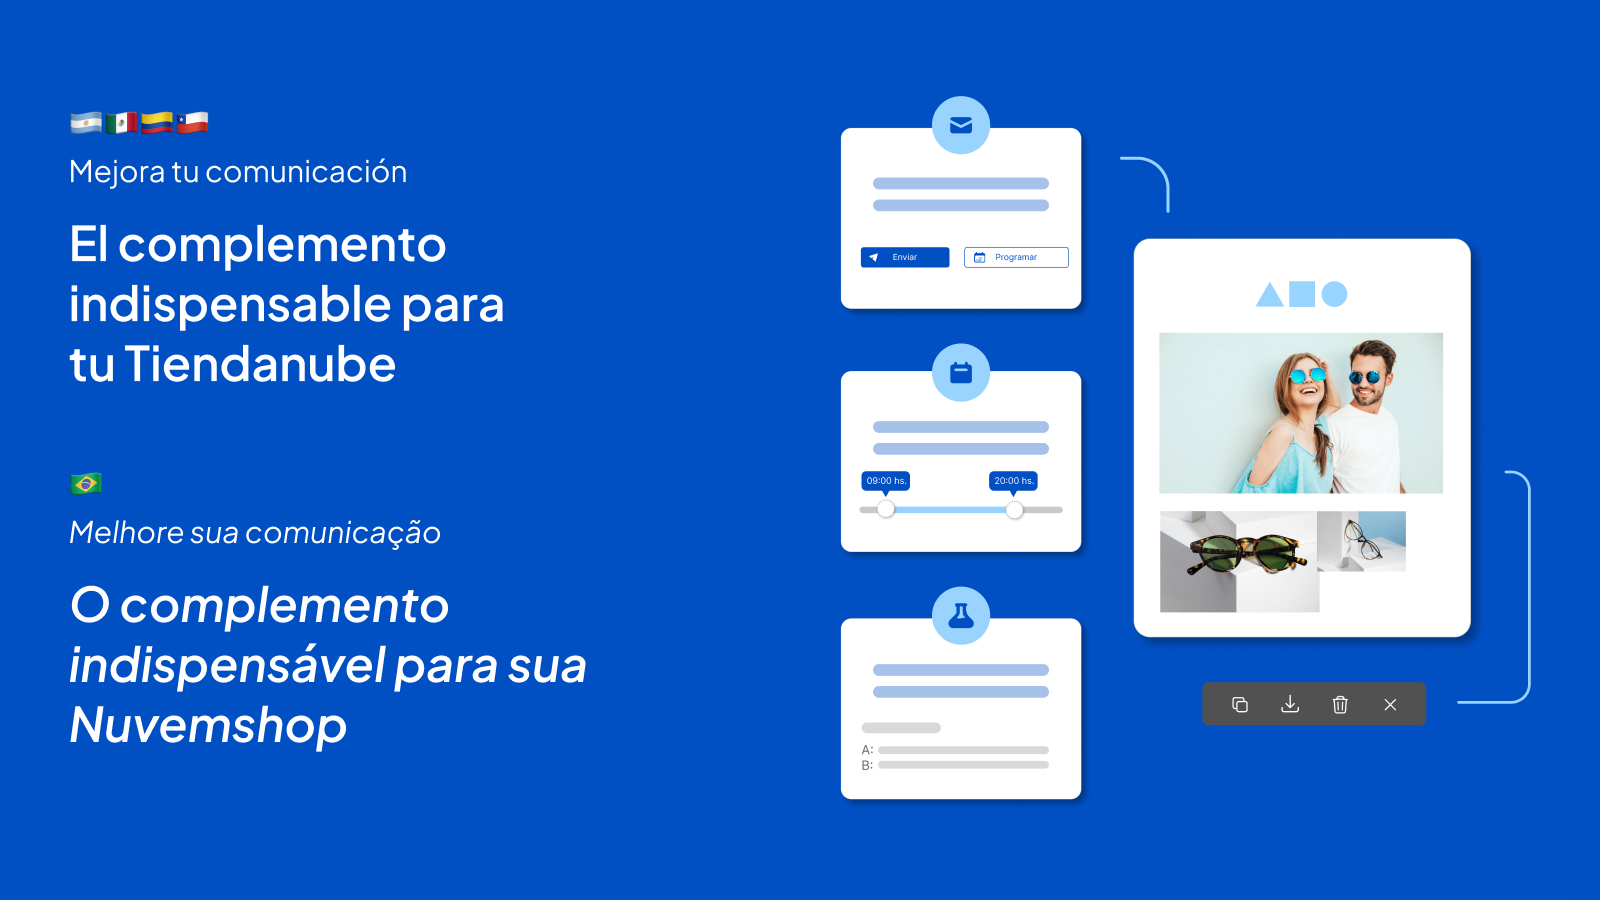 Mejora tu comunicación
El complemento
indispensable para
tu Tiendanube
Melhore sua comunicação
O complemento
indispensável para sua
Nuvemshop
Enviar
Programar
09:00 hs.
20:00 hs.
A:
B: